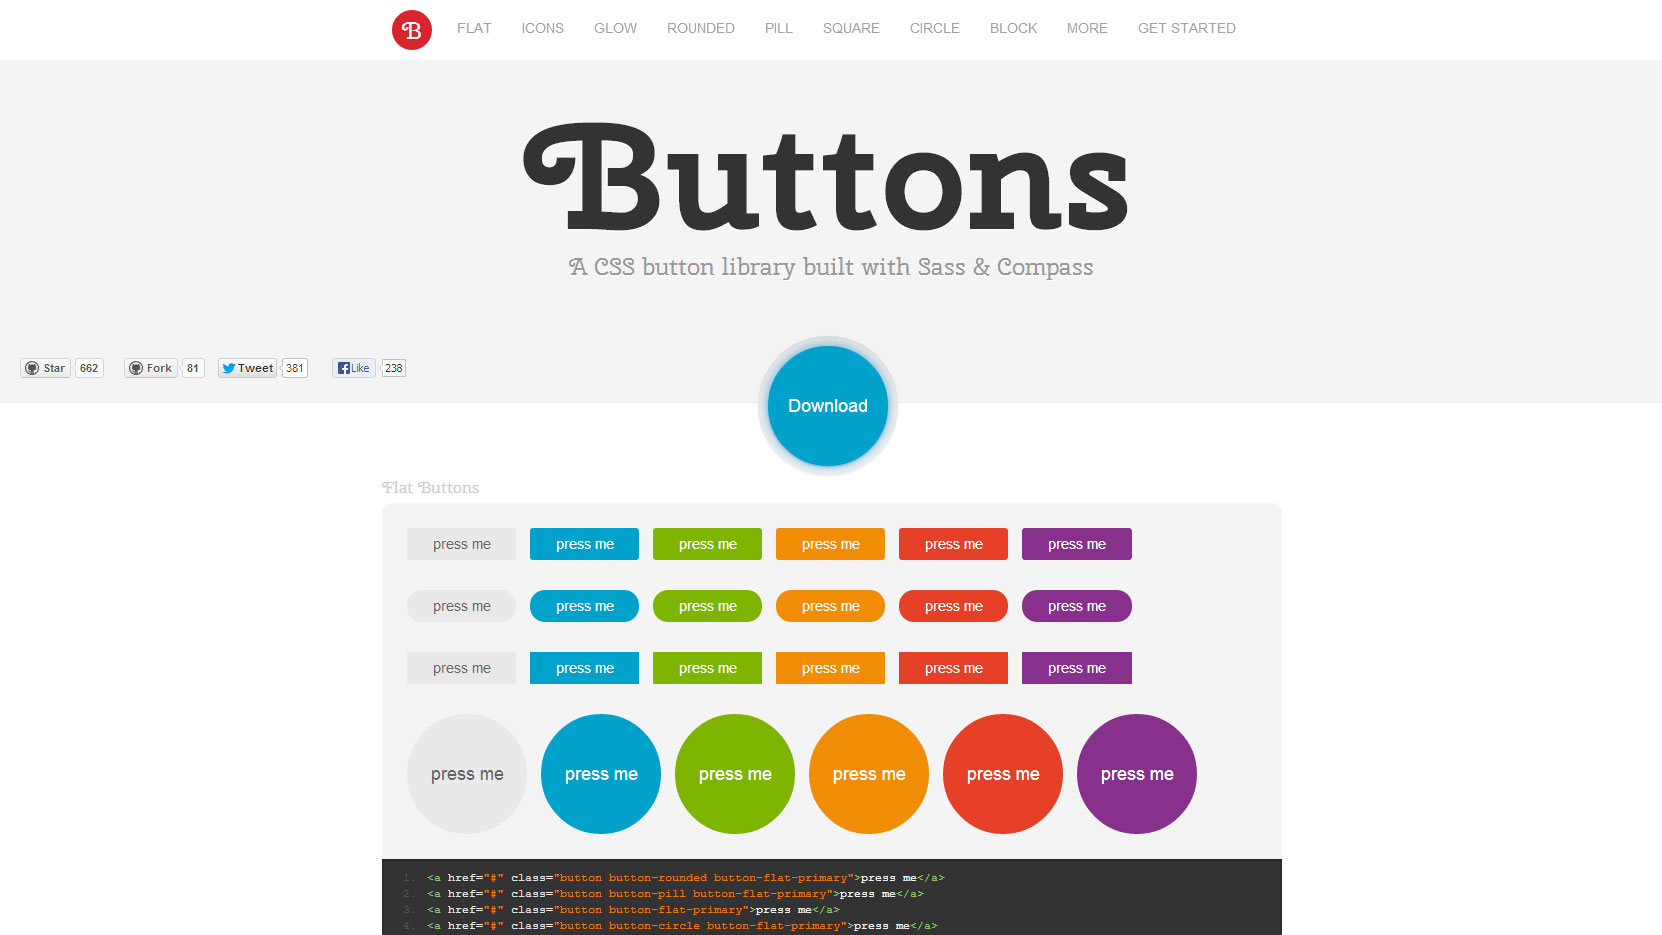 B FLAT ICONS GLOW ROUNDED PILL SQUARE CIRCLE BLOCK MORE GET STARTED
Buttons
A CSS button library built with Sass & Compass
Star 662 Fork 81 Tweet 381 Like 238
Download
Flat Buttons
press me press me press me press me press me press me
press me press me press me press me press me press me
press me press me press me press me press me press me
press me press me press me press me press me press me
1. <a href="#" class="button button-rounded button-flat-primary">press me</a>
2. <a href="#" class="button button-pill button-flat-primary">press me</a>
3. <a href="#" class="button button-flat-primary">press me</a>
4. <a href="#" class="button button-circle button-flat-primary">press me</a>